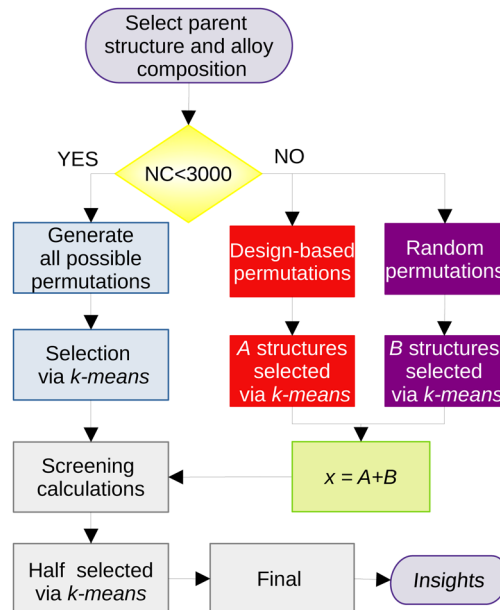 Select parent
structure and alloy
composition
YES
NC<3000
NO
Generate
all possible
permutations
Design-based
permutations
Random
permutations
Selection
via k-means
A structures
selected
via k-means
B structures
selected
via k-means
Screening
calculations
x = A+B
Half selected
via k-means
Final
Insights